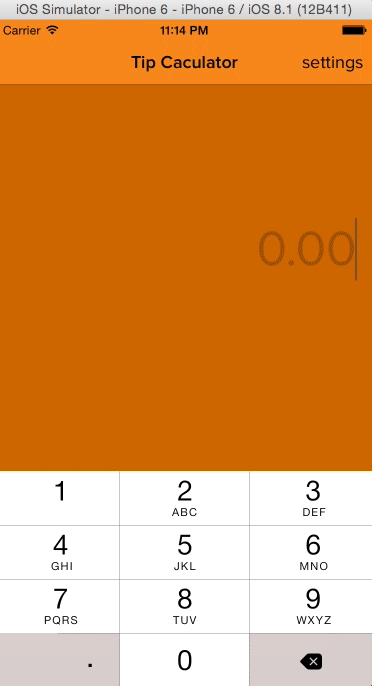 iOS Simulator - iPhone 6 - iPhone 6 / iOS 8.1 (12B411)
Carrier 11:14 PM
Tip Caculator settings
0.00
1 2 3
ABC DEF
4 5 6
GHI JKL MNO
7 8 9
PQRS TUV WXYZ
. 0